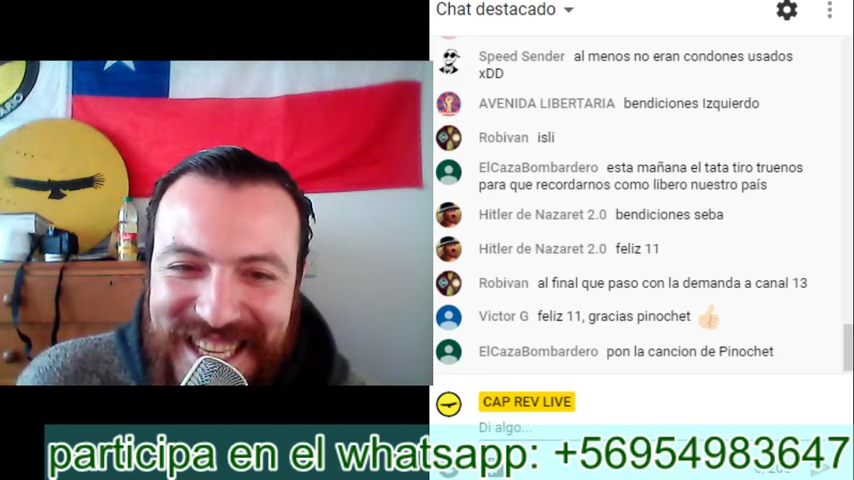 Chat destacado
Speed Sender al menos no eran condones usados
xDD
AVENIDA LIBERTARIA bendiciones Izquierdo
Robivan isli
ElCazaBombardero esta mañana el tata tiro truenos
para que recordarnos como libero nuestro país
Hitler de Nazaret 2.0 bendiciones seba
Hitler de Nazaret 2.0 feliz 11
Robivan al final que paso con la demanda a canal 13
Victor G feliz 11, gracias pinochet
ElCazaBombardero pon la cancion de Pinochet
CAP REV LIVE
Di algo...
participa en el whatsapp: +56954983647